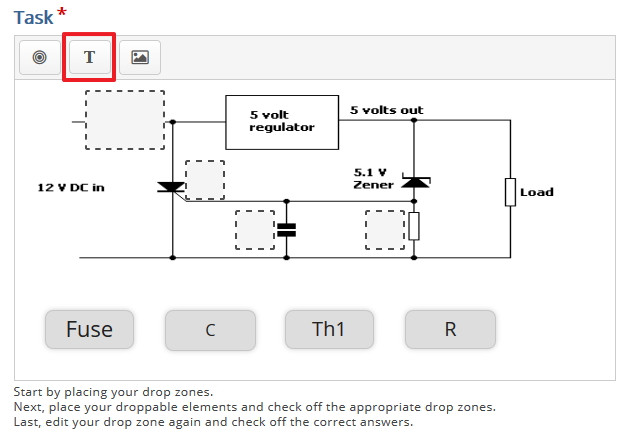 Task *
T
5 volt
regulator
5 volts out
12 V DC in
5.1 V
Zener
Load
Fuse
C
Th1
R
Start by placing your drop zones.
Next, place your droppable elements and check off the appropriate drop zones.
Last, edit your drop zone again and check off the correct answers.